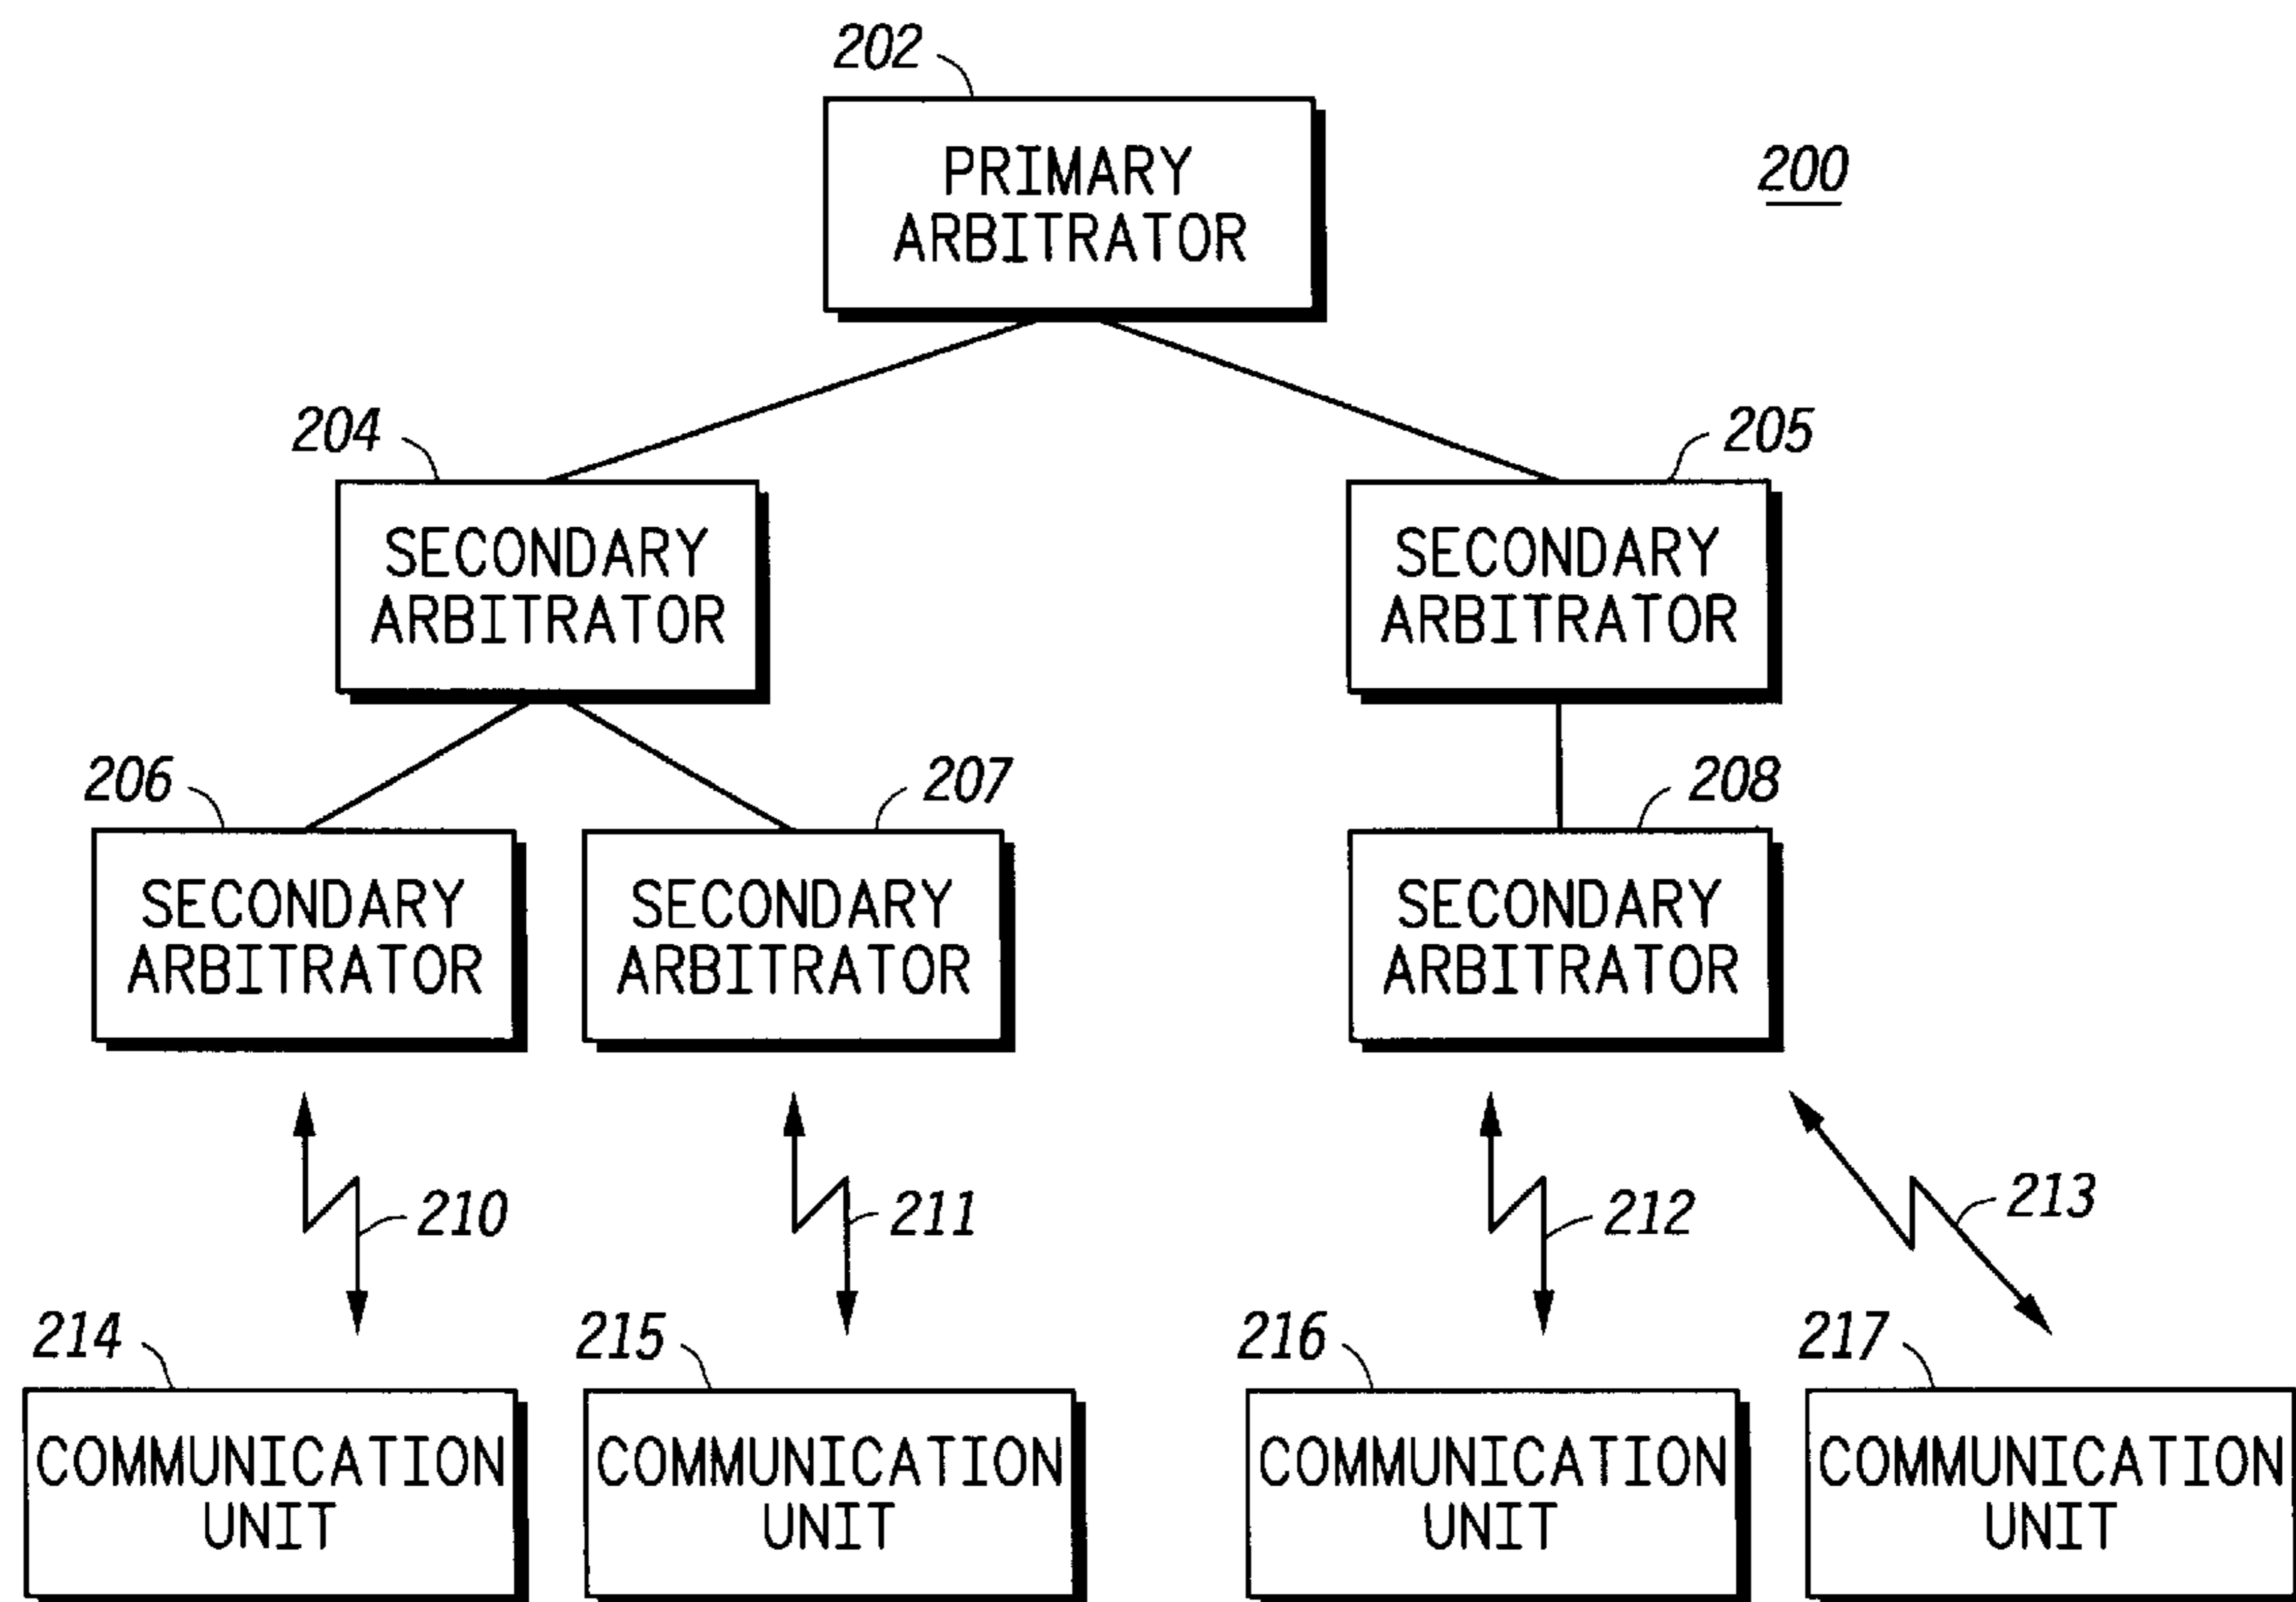 202
PRIMARY
ARBITRATOR
200
204
SECONDARY
ARBITRATOR
205
SECONDARY
ARBITRATOR
206
SECONDARY
ARBITRATOR
207
SECONDARY
ARBITRATOR
208
SECONDARY
ARBITRATOR
210
211
212
213
214
COMMUNICATION
UNIT
215
COMMUNICATION
UNIT
216
COMMUNICATION
UNIT
217
COMMUNICATION
UNIT